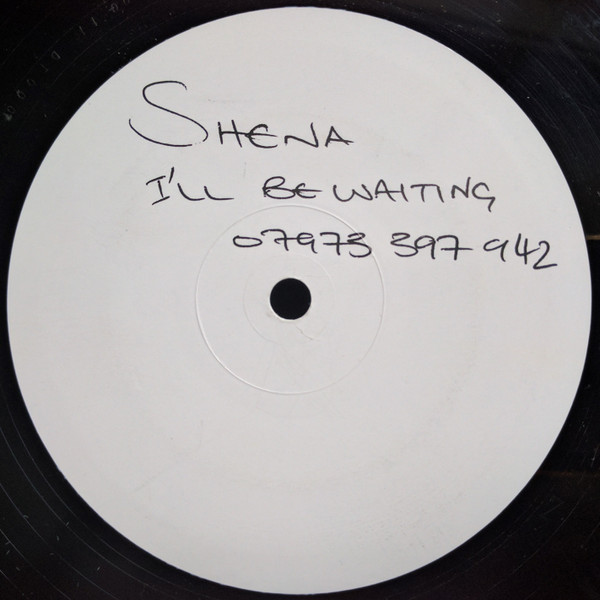 SHENA
I'LL BE WAITING
07973 397 942